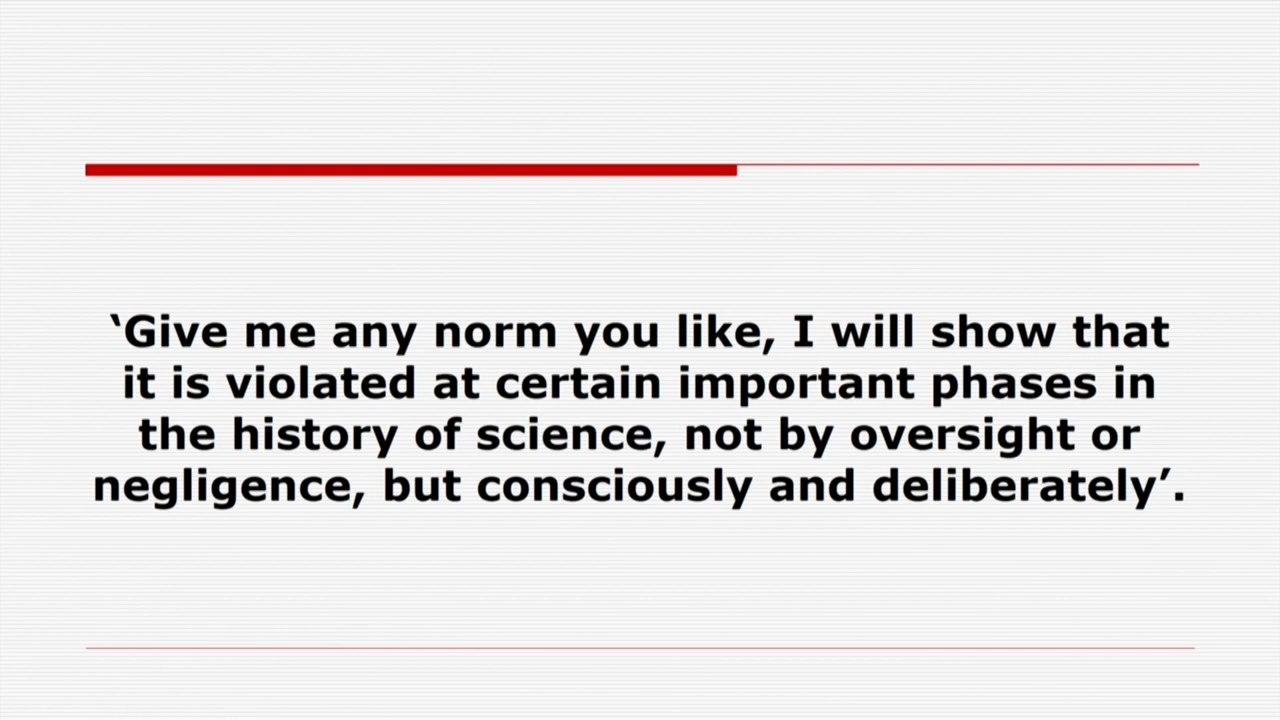 ‘Give me any norm you like, I will show that
it is violated at certain important phases in
the history of science, not by oversight or
negligence, but consciously and deliberately’.